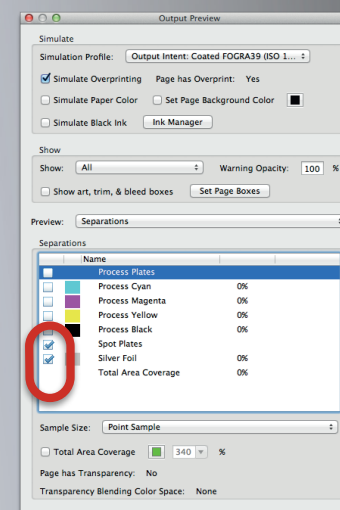 Output Preview
Simulate
Simulation Profile: Output Intent: Coated FOGRA39 (ISO 1...
Simulate Overprinting Page has Overprint: Yes
Simulate Paper Color Set Page Background Color
Simulate Black Ink Ink Manager
Show
Show: All Warning Opacity: 100 %
Show art, trim, & bleed boxes Set Page Boxes
Preview: Separations
Separations
Name
Process Plates
Process Cyan 0%
Process Magenta 0%
Process Yellow 0%
Process Black 0%
Spot Plates
Silver Foil 0%
Total Area Coverage 0%
Sample Size: Point Sample
Total Area Coverage 340 %
Page has Transparency: No
Transparency Blending Color Space: None